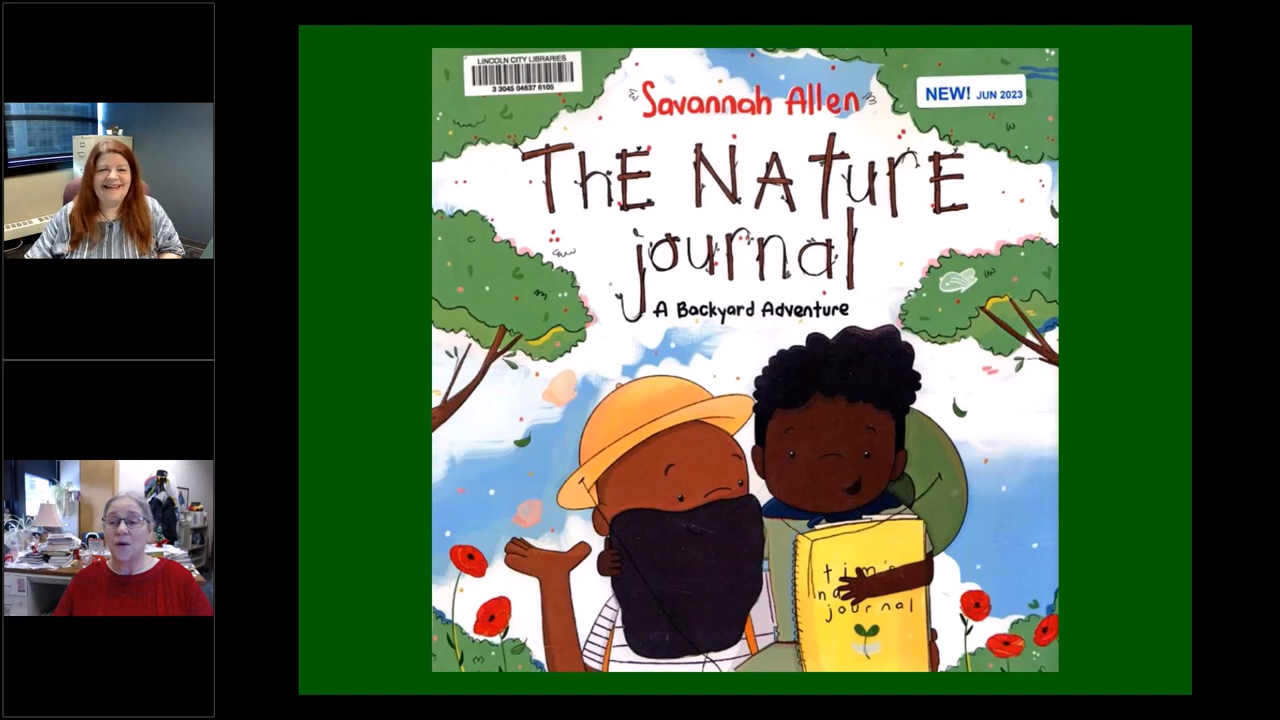 LINCOLN CITY LIBRARIES
3 3045 04637 6105
Savannah Allen
NEW! JUN 2023
ThE NAturE
journal
A Backyard Adventure
tim's
journal